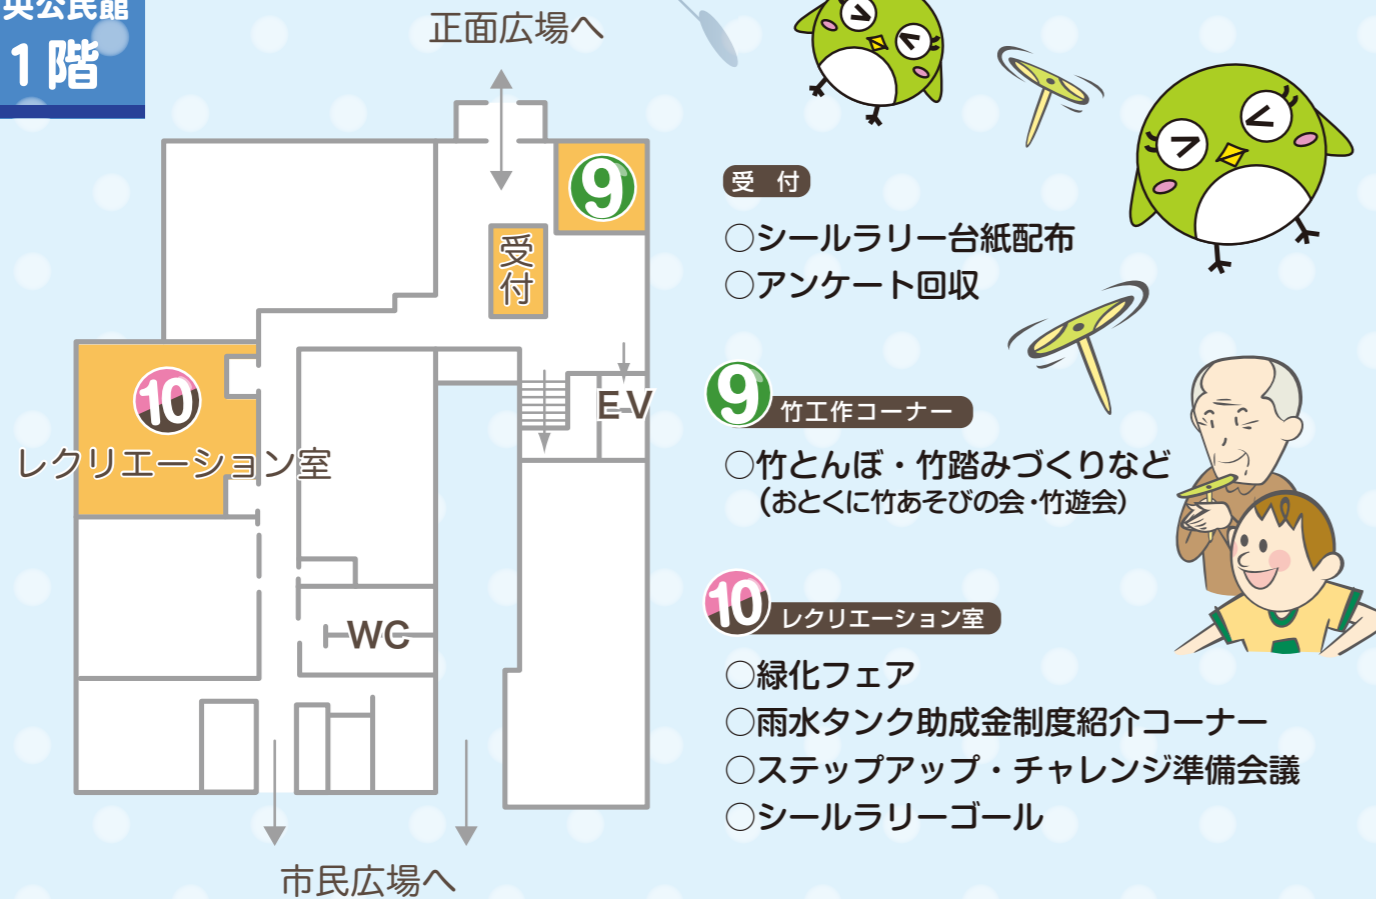 央公民館
1階
正面広場へ
9
受付
10
レクリエーション室
EV
WC
市民広場へ
受 付
○シールラリー台紙配布
○アンケート回収
9 竹工作コーナー
○竹とんぼ・竹踏みづくりなど
（おとくに竹あそびの会・竹遊会）
10 レクリエーション室
○緑化フェア
○雨水タンク助成金制度紹介コーナー
○ステップアップ・チャレンジ準備会議
○シールラリーゴール